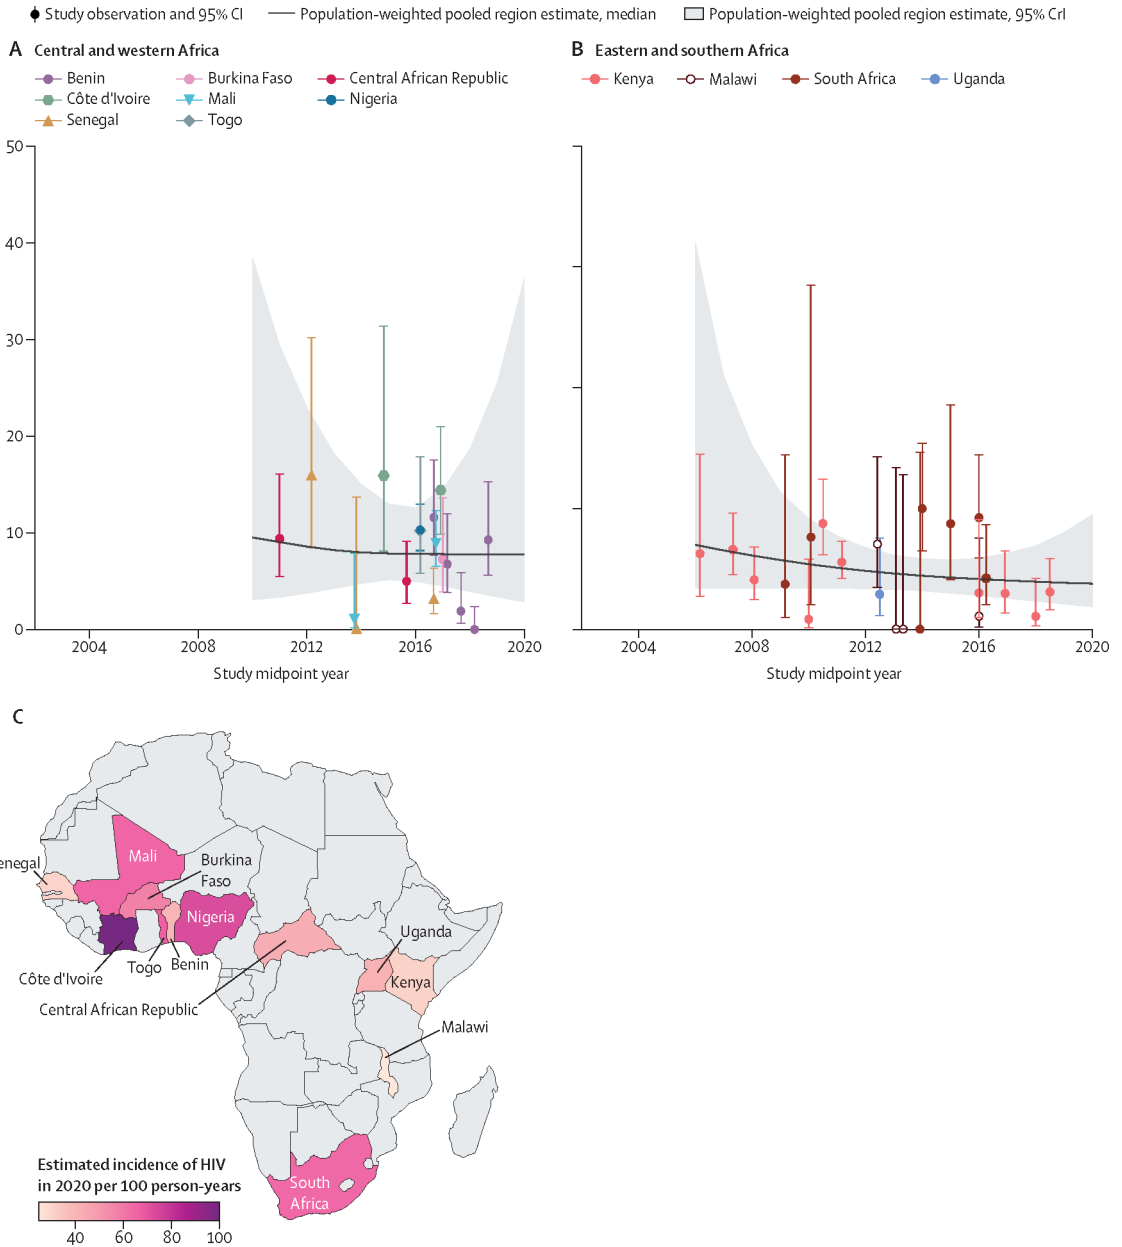 Study observation and 95% CI
Population-weighted pooled region estimate, median
Population-weighted pooled region estimate, 95% CrI
A Central and western Africa
Benin
Burkina Faso
Central African Republic
Côte d'Ivoire
Mali
Nigeria
Senegal
Togo
B Eastern and southern Africa
Kenya
Malawi
South Africa
Uganda
50
40
30
20
10
0
2004 2008 2012 2016 2020
Study midpoint year
0
2004 2008 2012 2016 2020
Study midpoint year
C
enegal
Mali
Burkina
Faso
Nigeria
Togo
Benin
Côte d'Ivoire
Central African Republic
Uganda
Kenya
Malawi
South
Africa
Estimated incidence of HIV
in 2020 per 100 person-years
40 60 80 100